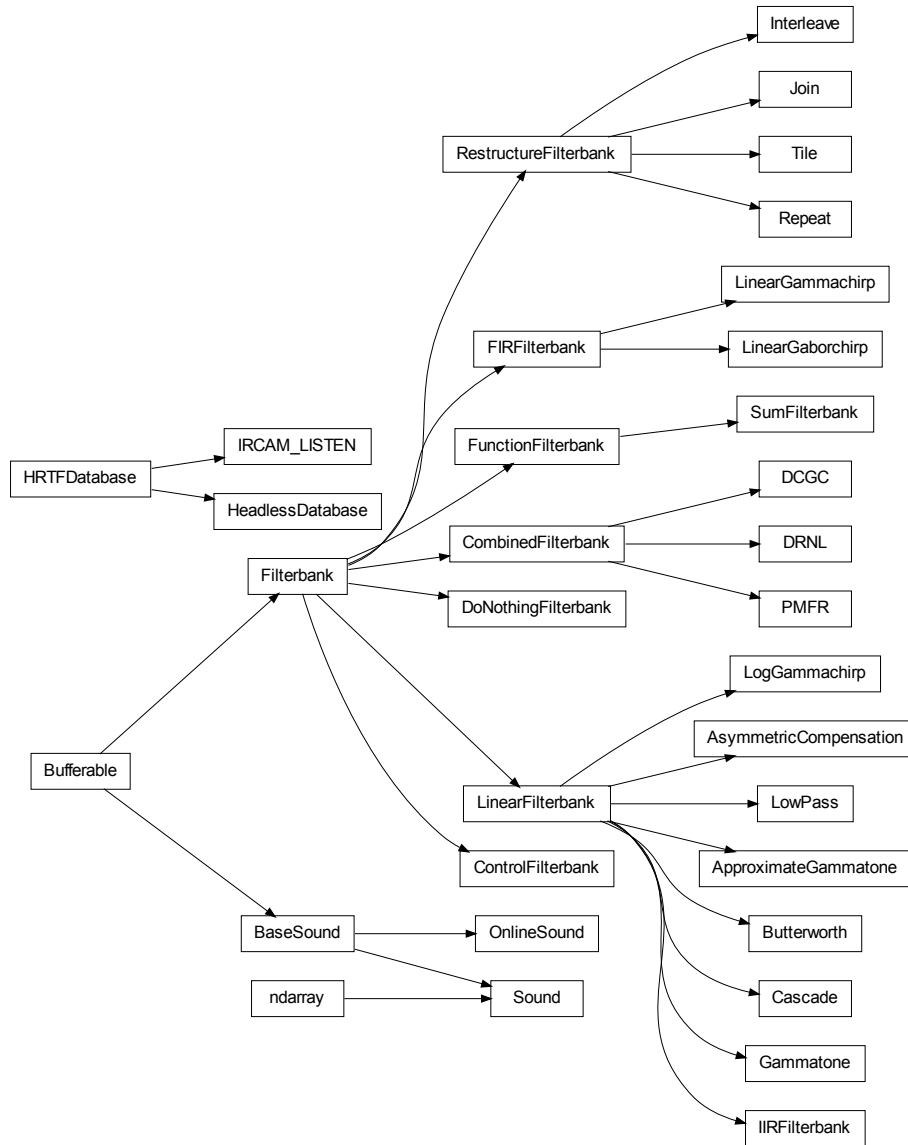 Interleave
Join
RestructureFilterbank
Tile
Repeat
LinearGammachirp
FIRFilterbank
LinearGaborchirp
SumFilterbank
IRCAM_LISTEN
FunctionFilterbank
HRTFDatabase
DCGC
HeadlessDatabase
CombinedFilterbank
DRNL
Filterbank
DoNothingFilterbank
PMFR
LogGammachirp
AsymmetricCompensation
Bufferable
LinearFilterbank
LowPass
ControlFilterbank
ApproximateGammatone
BaseSound
OnlineSound
Butterworth
ndarray
Sound
Cascade
Gammatone
IIRFilterbank